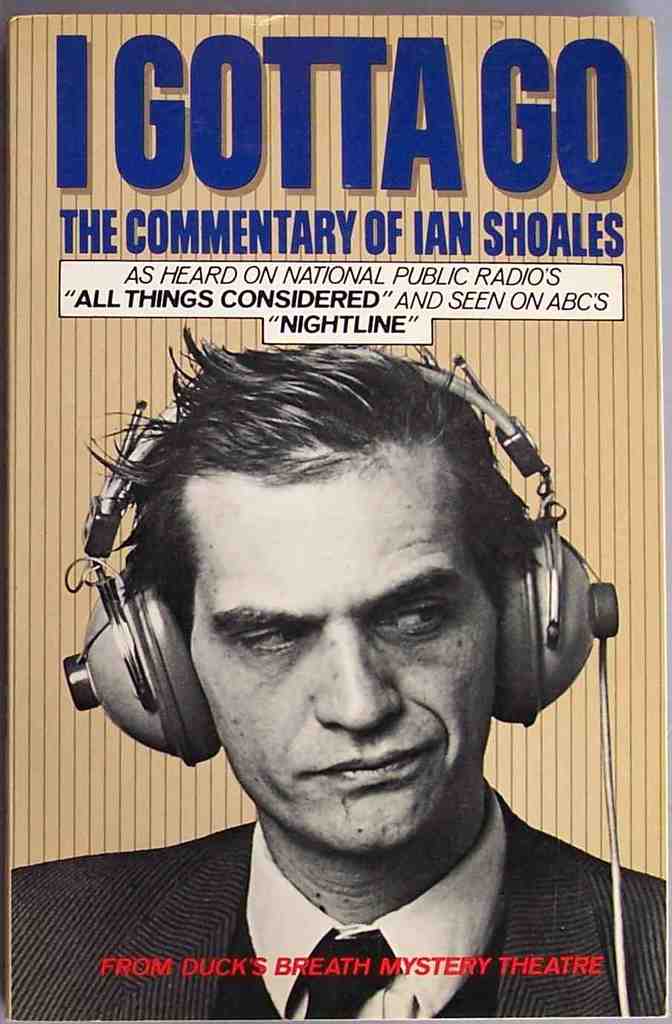 I GOTTA GO
THE COMMENTARY OF IAN SHOALES
AS HEARD ON NATIONAL PUBLIC RADIO'S
"ALL THINGS CONSIDERED" AND SEEN ON ABC'S
"NIGHTLINE"
FROM DUCK'S BREATH MYSTERY THEATRE